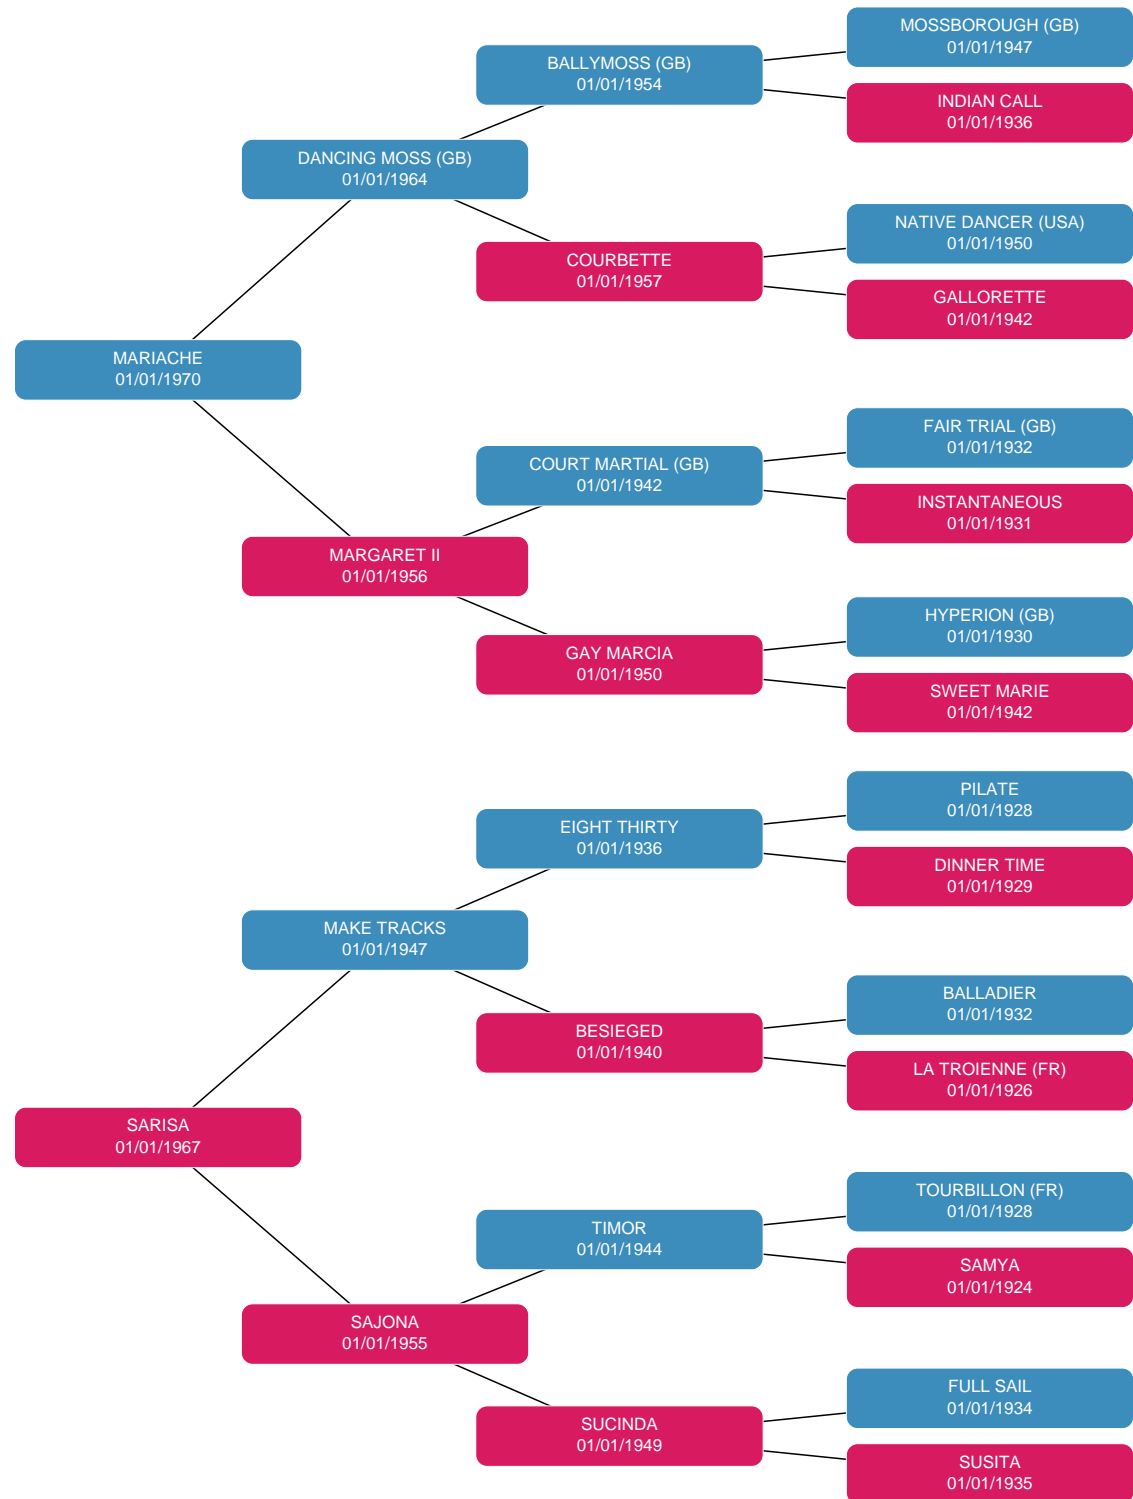 MOSSBOROUGH (GB)
01/01/1947
BALLYMOSS (GB)
01/01/1954
INDIAN CALL
01/01/1936
DANCING MOSS (GB)
01/01/1964
NATIVE DANCER (USA)
01/01/1950
COURBETTE
01/01/1957
GALLORETTE
01/01/1942
MARIACHE
01/01/1970
FAIR TRIAL (GB)
01/01/1932
COURT MARTIAL (GB)
01/01/1942
INSTANTANEOUS
01/01/1931
MARGARET II
01/01/1956
HYPERION (GB)
01/01/1930
GAY MARCIA
01/01/1950
SWEET MARIE
01/01/1942
PILATE
01/01/1928
EIGHT THIRTY
01/01/1936
DINNER TIME
01/01/1929
MAKE TRACKS
01/01/1947
BALLADIER
01/01/1932
BESIEGED
01/01/1940
LA TROIENNE (FR)
01/01/1926
SARISA
01/01/1967
TOURBILLON (FR)
01/01/1928
TIMOR
01/01/1944
SAMYA
01/01/1924
SAJONA
01/01/1955
FULL SAIL
01/01/1934
SUCINDA
01/01/1949
SUSITA
01/01/1935